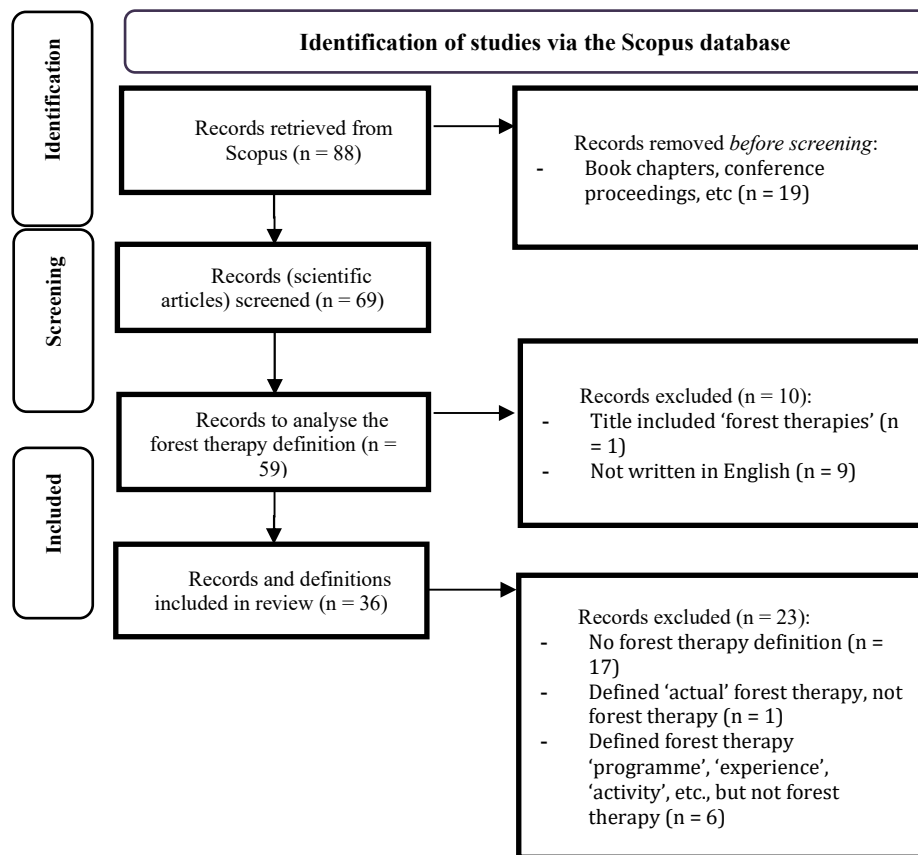 Identification of studies via the Scopus database
Identification
Records retrieved from
Scopus (n = 88)
Records removed before screening:
- Book chapters, conference
proceedings, etc (n = 19)
Screening
Records (scientific
articles) screened (n = 69)
Records to analyse the
forest therapy definition (n =
59)
Records excluded (n = 10):
- Title included ‘forest therapies’ (n
= 1)
- Not written in English (n = 9)
Included
Records and definitions
included in review (n = 36)
Records excluded (n = 23):
- No forest therapy definition (n =
17)
- Defined ‘actual’ forest therapy, not
forest therapy (n = 1)
- Defined forest therapy
‘programme’, ‘experience’,
‘activity’, etc., but not forest
therapy (n = 6)